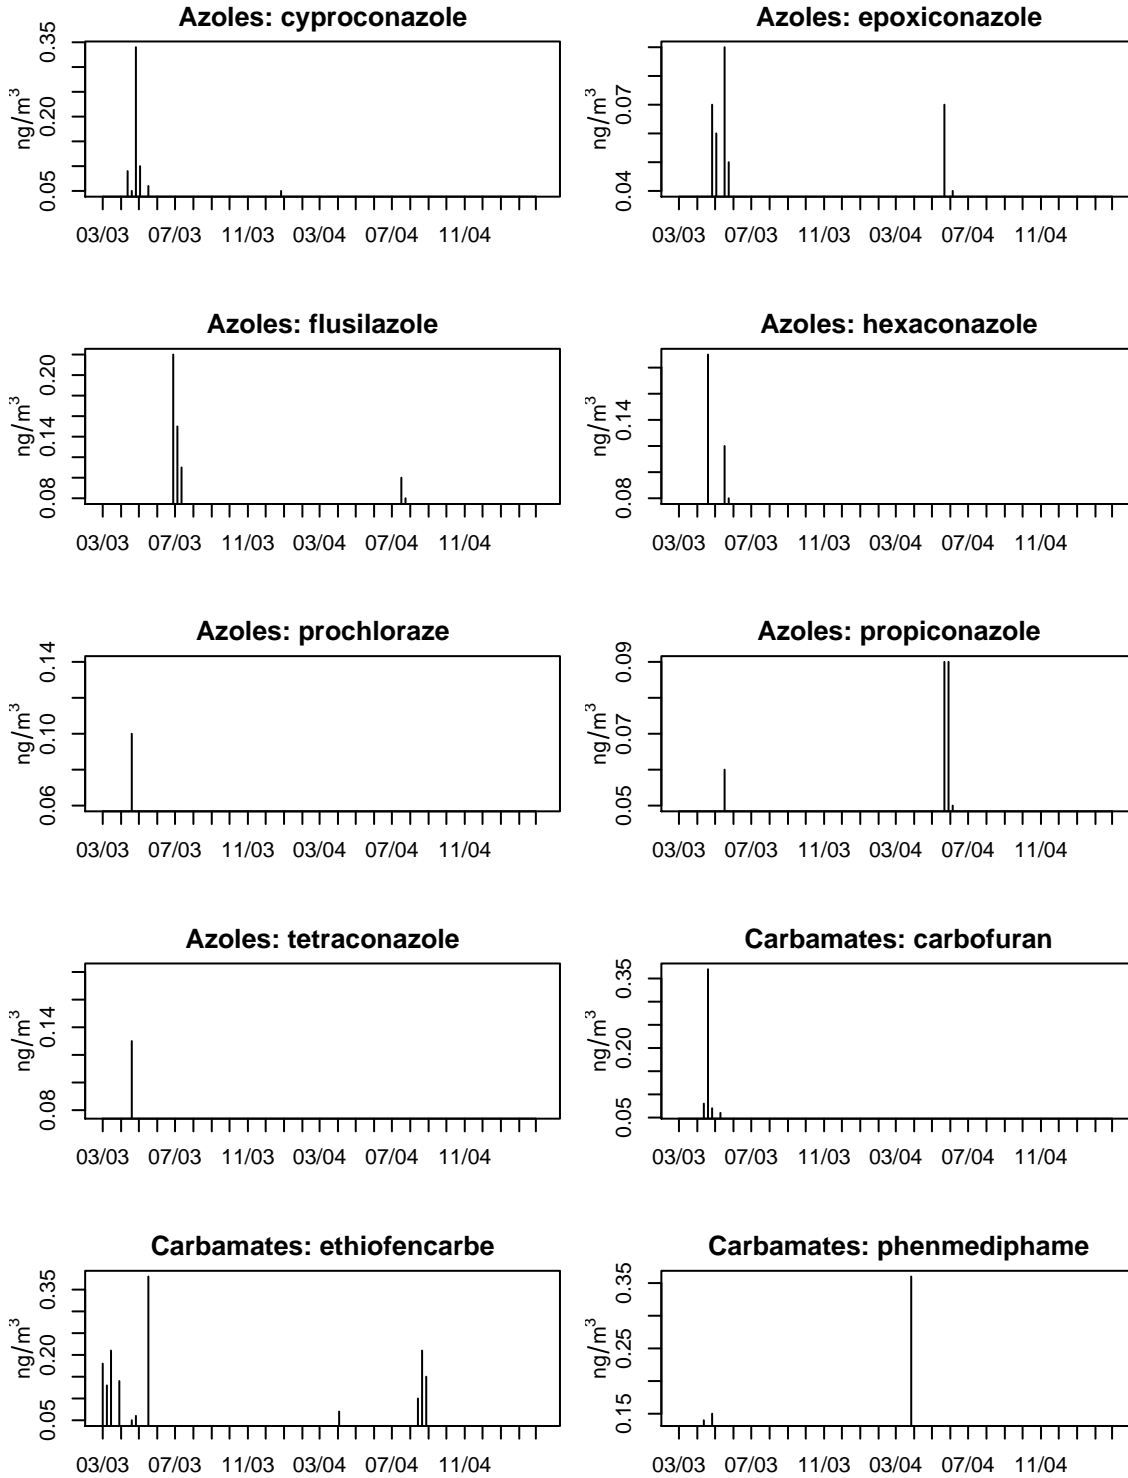 Azoles: cyproconazole
ng/m³
0.05 0.20 0.35
03/03 07/03 11/03 03/04 07/04 11/04
Azoles: epoxiconazole
ng/m³
0.04 0.07
03/03 07/03 11/03 03/04 07/04 11/04
Azoles: flusilazole
ng/m³
0.08 0.14 0.20
03/03 07/03 11/03 03/04 07/04 11/04
Azoles: hexaconazole
ng/m³
0.08 0.14
03/03 07/03 11/03 03/04 07/04 11/04
Azoles: prochloraze
ng/m³
0.06 0.10 0.14
03/03 07/03 11/03 03/04 07/04 11/04
Azoles: propiconazole
ng/m³
0.05 0.07 0.09
03/03 07/03 11/03 03/04 07/04 11/04
Azoles: tetraconazole
ng/m³
0.08 0.14
03/03 07/03 11/03 03/04 07/04 11/04
Carbamates: carbofuran
ng/m³
0.05 0.20 0.35
03/03 07/03 11/03 03/04 07/04 11/04
Carbamates: ethiofencarbe
ng/m³
0.05 0.20 0.35
03/03 07/03 11/03 03/04 07/04 11/04
Carbamates: phenmediphame
ng/m³
0.15 0.25 0.35
03/03 07/03 11/03 03/04 07/04 11/04